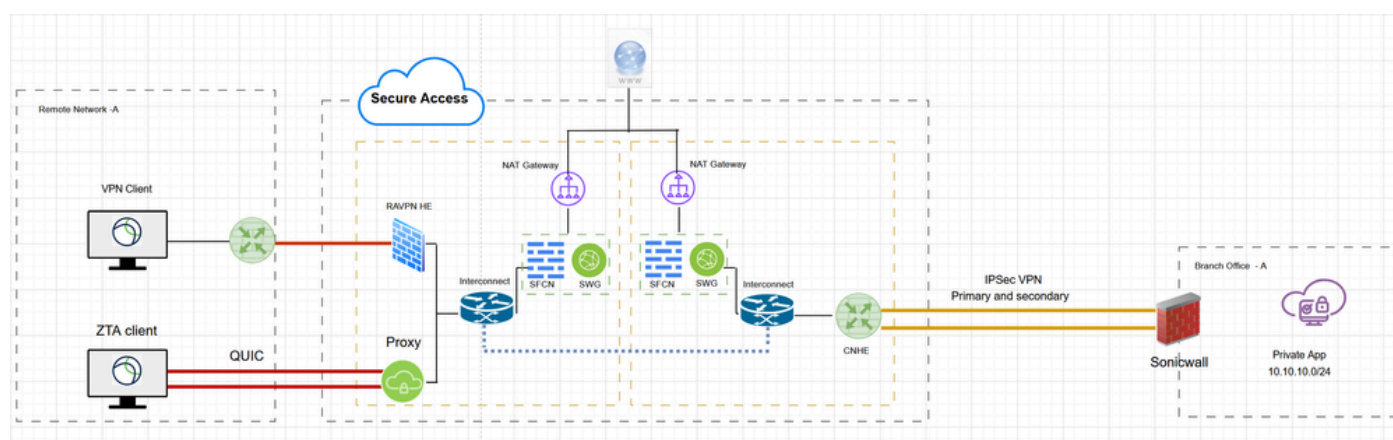 WWW
Secure Access
Remote Network -A
NAT Gateway
NAT Gateway
VPN Client
RAVPN HE
Interconnect
SFCN
SWG
SFCN
SWG
Interconnect
IPSec VPN
Primary and secondary
Branch Office - A
ZTA client
QUIC
Proxy
CNHE
Sonicwall
Private App
10.10.10.0/24